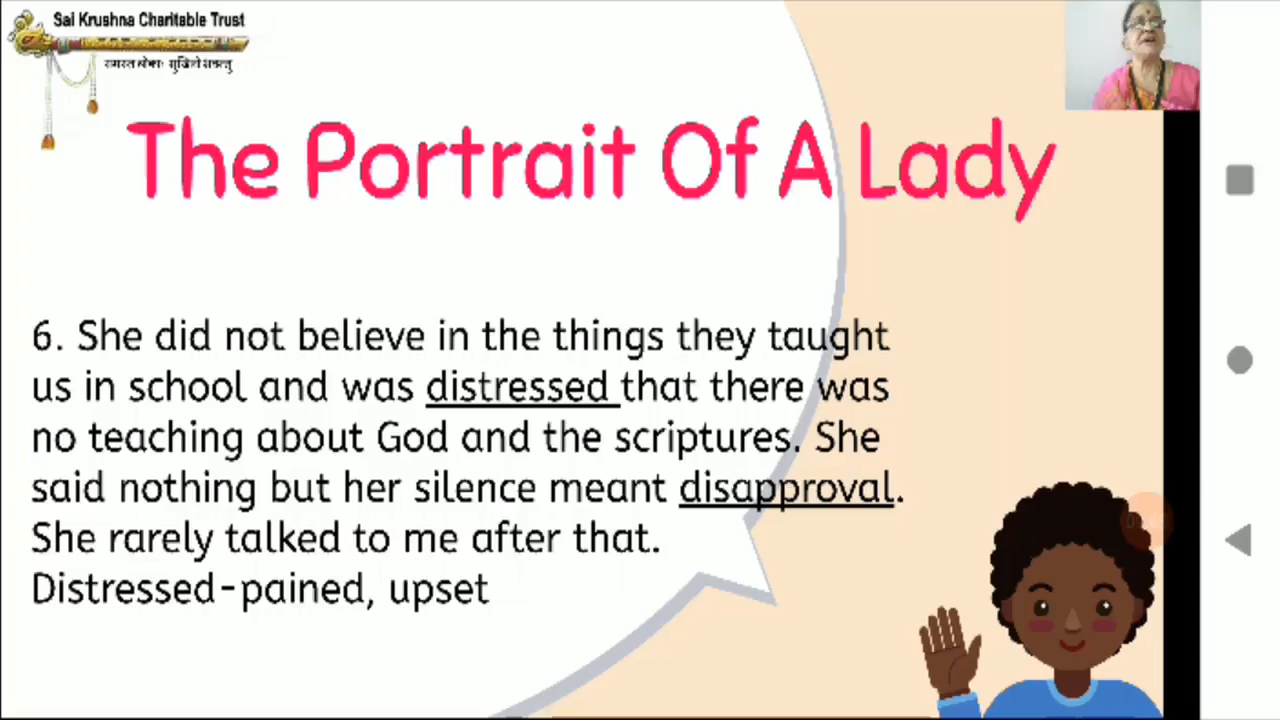 Sai Krushna Charitable Trust
समस्त लोकाः सुखिनो भवन्तु
The Portrait Of A Lady
6. She did not believe in the things they taught
us in school and was distressed that there was
no teaching about God and the scriptures. She
said nothing but her silence meant disapproval.
She rarely talked to me after that.
Distressed-pained, upset